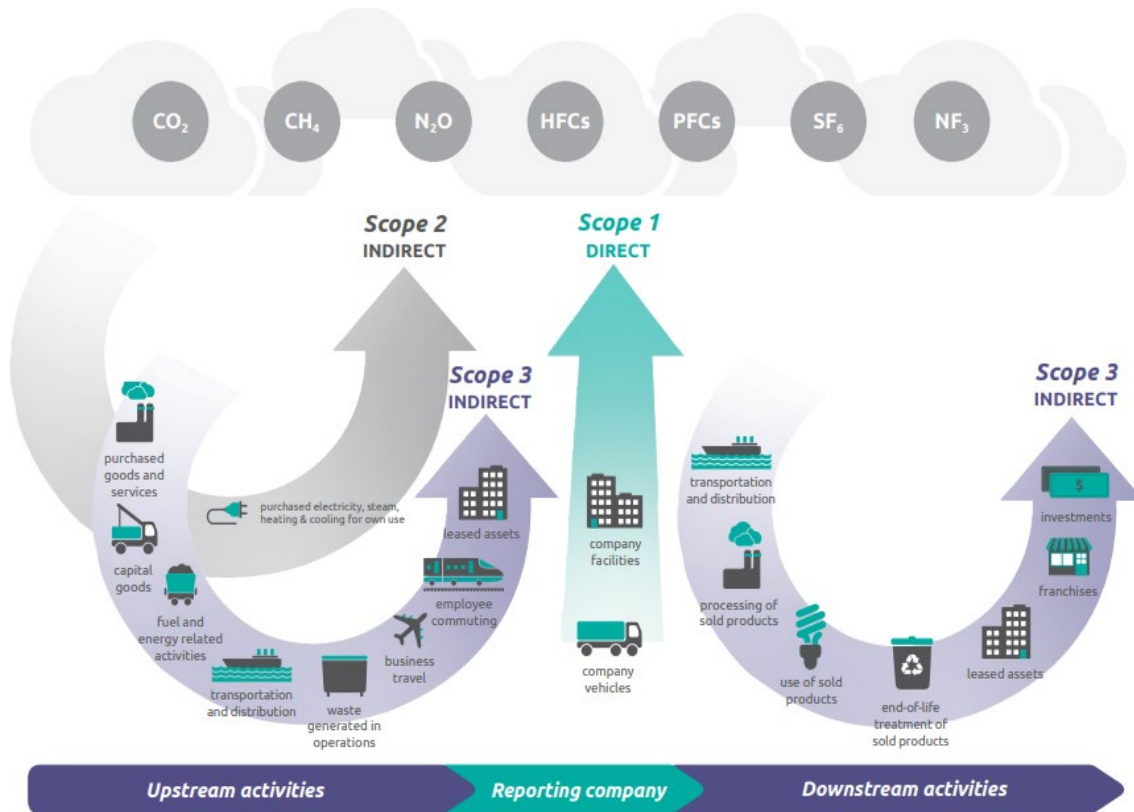 CO₂
CH₄
N₂O
HFCs
PFCs
SF₆
NF₃
Scope 2
INDIRECT
Scope 1
DIRECT
Scope 3
INDIRECT
Scope 3
INDIRECT
purchased
goods and
services
capital
goods
fuel and
energy related
activities
transportation
and distribution
waste
generated in
operations
business
travel
employee
commuting
leased assets
purchased electricity, steam,
heating & cooling for own use
company
facilities
company
vehicles
transportation
and distribution
processing of
sold products
use of sold
products
end-of-life
treatment of
sold products
leased assets
franchises
$
investments
Upstream activities
Reporting company
Downstream activities